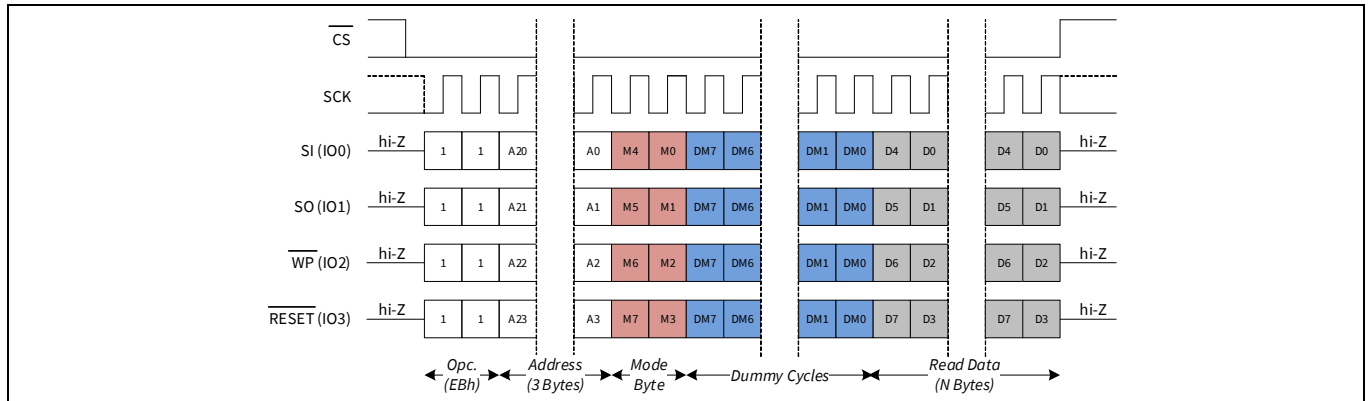 CS
SCK
SI (IO0) hi-Z 1 1 A20 A0 M4 M0 DM7 DM6 DM1 DM0 D4 D0 D4 D0 hi-Z
SO (IO1) hi-Z 1 1 A21 A1 M5 M1 DM7 DM6 DM1 DM0 D5 D1 D5 D1 hi-Z
WP (IO2) hi-Z 1 1 A22 A2 M6 M2 DM7 DM6 DM1 DM0 D6 D2 D6 D2 hi-Z
RESET (IO3) hi-Z 1 1 A23 A3 M7 M3 DM7 DM6 DM1 DM0 D7 D3 D7 D3 hi-Z
Opc. Address Mode Dummy Cycles Read Data
(EBh) (3 Bytes) Byte (N Bytes)